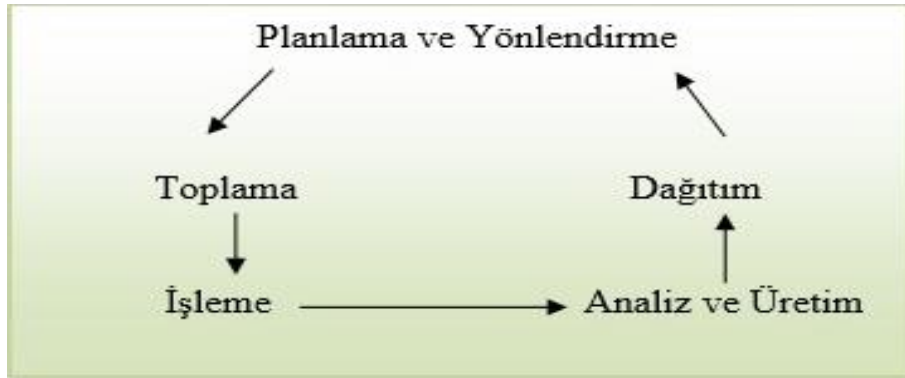 Planlama ve Yönlendirme
Toplama
Dağıtım
İşleme
Analiz ve Üretim